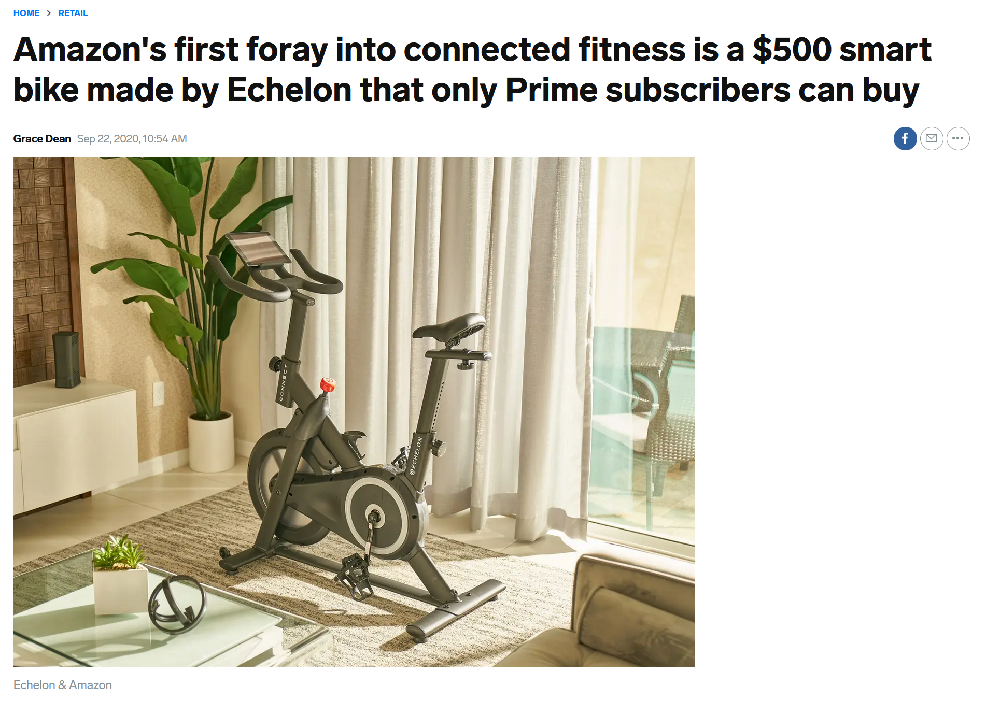 HOME > RETAIL
Amazon's first foray into connected fitness is a $500 smart
bike made by Echelon that only Prime subscribers can buy
Grace Dean Sep 22, 2020, 10:54 AM
CONNECT
ECHELON
Echelon & Amazon